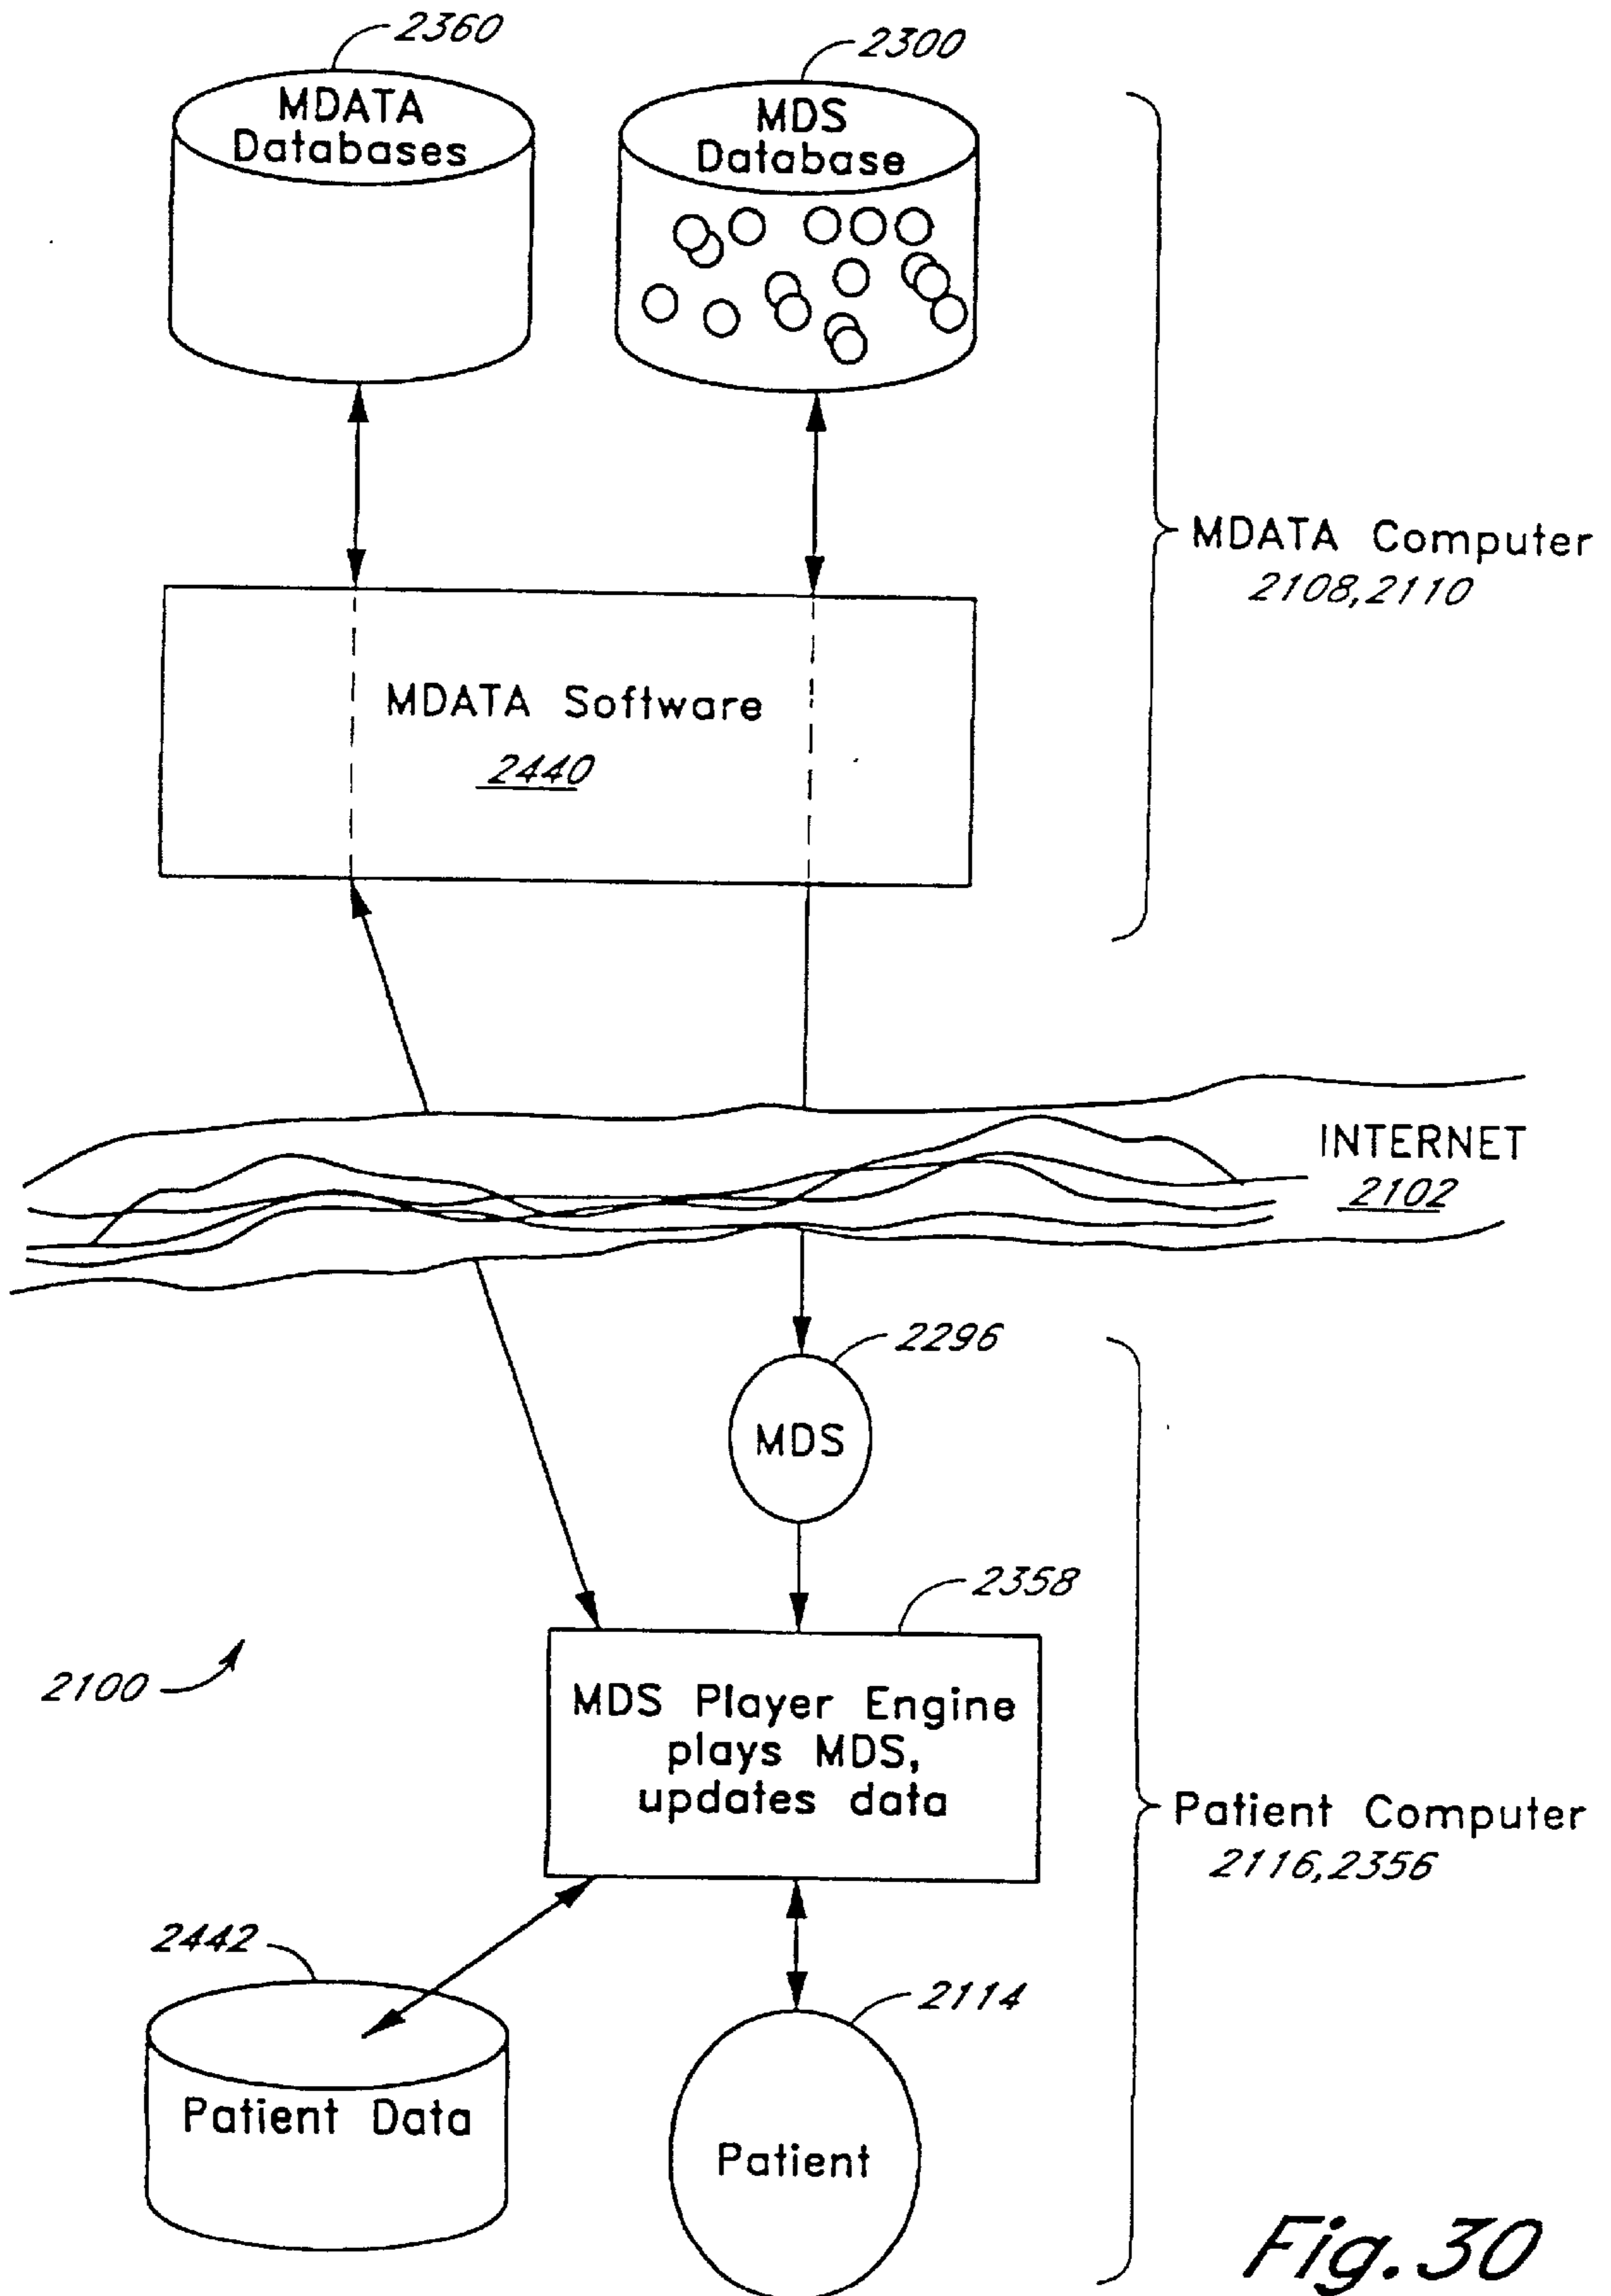 2360
2300
MDATA
Databases
MDS
Database
MDATA Computer
2108,2110
MDATA Software
2440
INTERNET
2102
2296
MDS
2358
2100
MDS Player Engine
plays MDS,
updates data
Patient Computer
2116,2356
2442
2114
Patient Data
Patient
Fig. 30